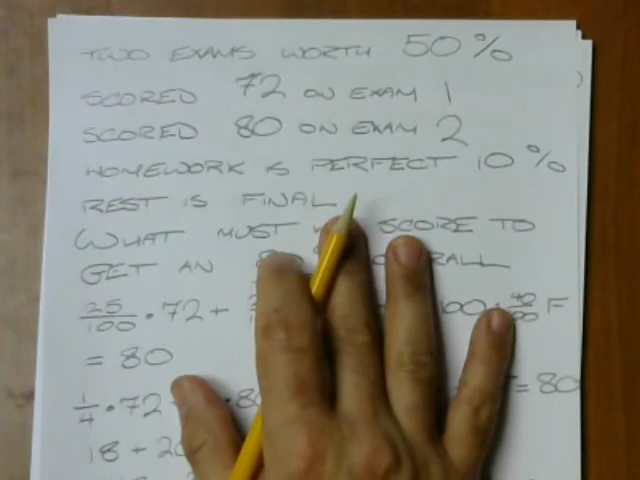 TWO EXAMS WORTH 50%
SCORED 72 ON EXAM 1
SCORED 80 ON EXAM 2
HOMEWORK IS PERFECT 10%
REST IS FINAL
WHAT MUST SCORE TO
GET AN
25/100 · 72 + 100 · 40/100 F
= 80
1/4 · 72 = 80
18 + 20